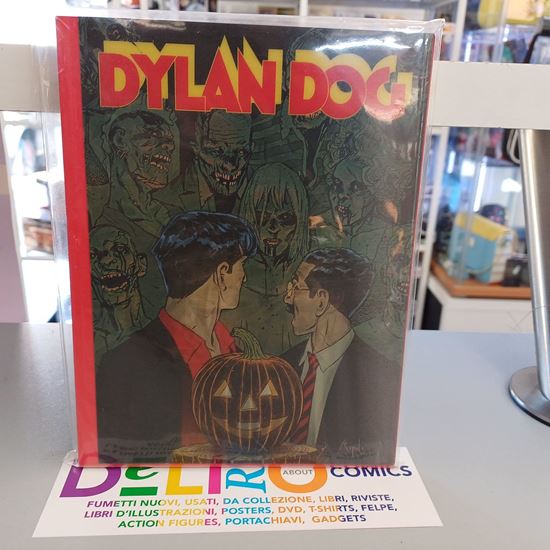 DYLAN DOG
DELIRO
ABOUT
COMICS
FUMETTI NUOVI, USATI, DA COLLEZIONE, LIBRI, RIVISTE,
LIBRI D'ILLUSTRAZIONI, POSTERS, DVD, T-SHIRTS, FELPE,
ACTION FIGURES, PORTACHIAVI, GADGETS